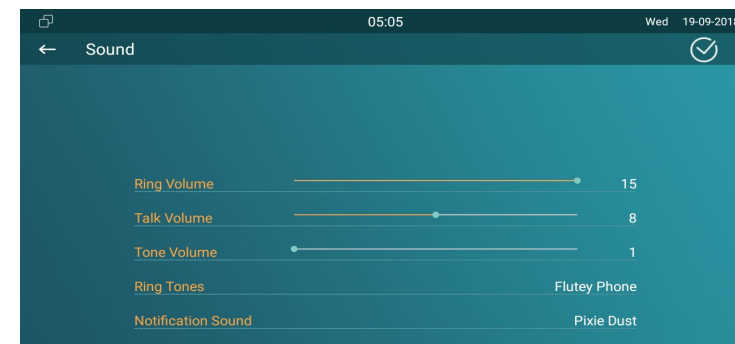 05:05 Wed 19-09-2018
Sound
Ring Volume 15
Talk Volume 8
Tone Volume 1
Ring Tones Flutey Phone
Notification Sound Pixie Dust